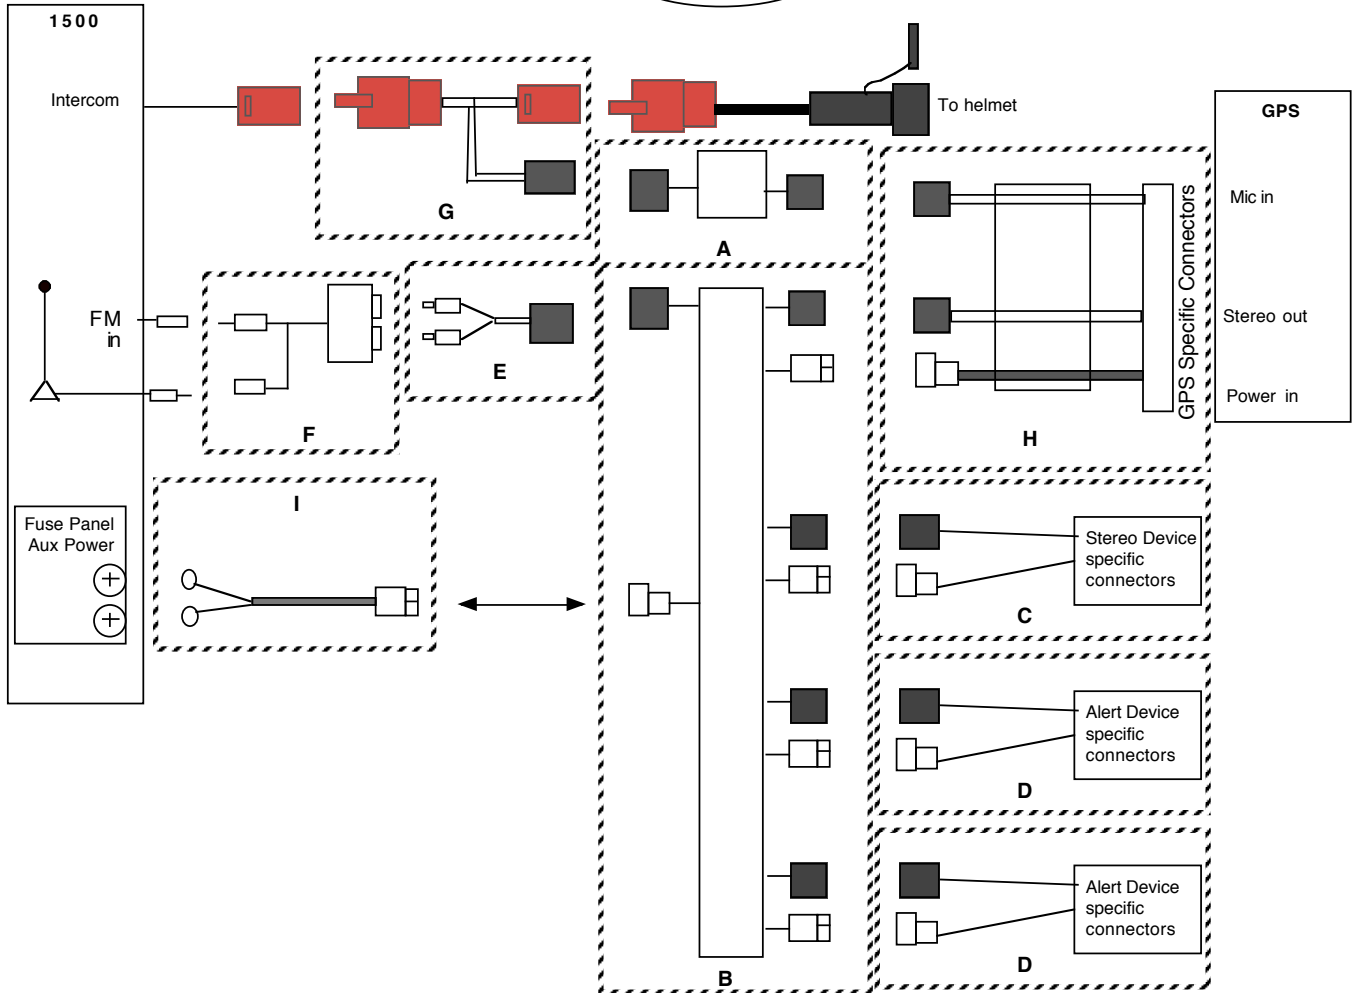 1500
Intercom
To helmet
GPS
Mic in
G
A
GPS Specific Connectors
FM
in
Stereo out
E
Power in
F
H
I
Fuse Panel
Aux Power
Stereo Device
specific
connectors
C
Alert Device
specific
connectors
D
Alert Device
specific
connectors
D
B